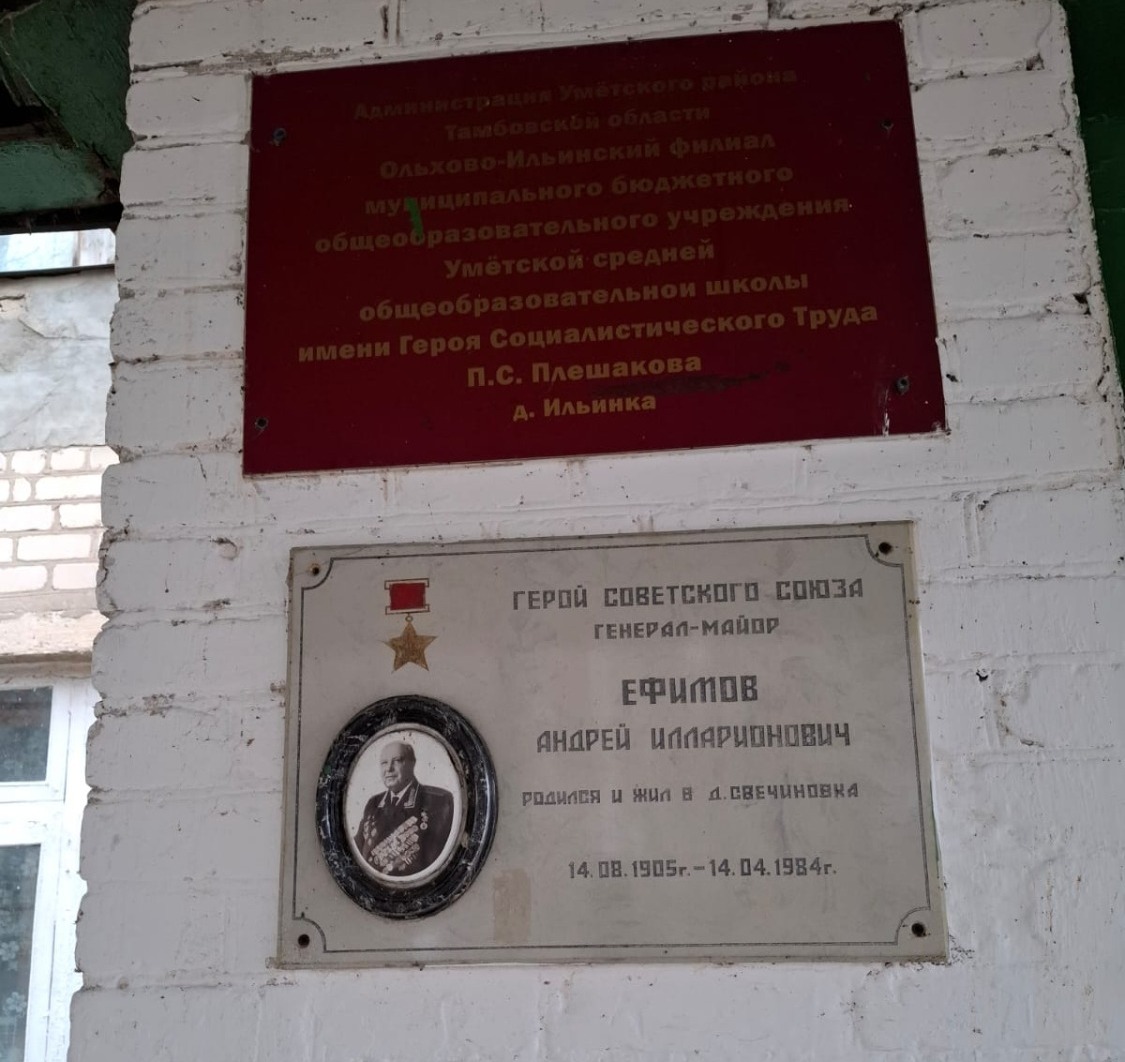 Администрация Умётского района
Тамбовской области
Ольхово-Ильинский филиал
муниципального бюджетного
общеобразовательного учреждения
Умётской средней
общеобразовательной школы
имени Героя Социалистического Труда
П.С. Плешакова
д. Ильинка
ГЕРОЙ СОВЕТСКОГО СОЮЗА
ГЕНЕРАЛ-МАЙОР
ЕФИМОВ
АНДРЕЙ ИЛЛАРИОНОВИЧ
РОДИЛСЯ И ЖИЛ В Д.СВЕЧИНОВКА
14.08.1905г.-14.04.1984г.